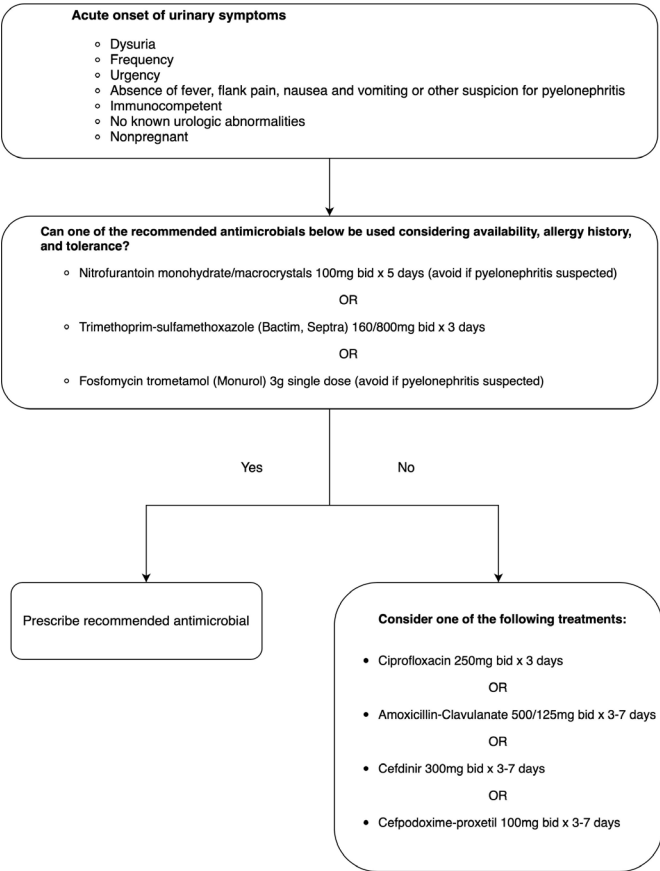 Acute onset of urinary symptoms
Dysuria
Frequency
Urgency
Absence of fever, flank pain, nausea and vomiting or other suspicion for pyelonephritis
Immunocompetent
No known urologic abnormalities
Nonpregnant
Can one of the recommended antimicrobials below be used considering availability, allergy history,
and tolerance?
Nitrofurantoin monohydrate/macrocrystals 100mg bid x 5 days (avoid if pyelonephritis suspected)
OR
Trimethoprim-sulfamethoxazole (Bactim, Septra) 160/800mg bid x 3 days
OR
Fosfomycin trometamol (Monurol) 3g single dose (avoid if pyelonephritis suspected)
Yes
No
Prescribe recommended antimicrobial
Consider one of the following treatments:
Ciprofloxacin 250mg bid x 3 days
OR
Amoxicillin-Clavulanate 500/125mg bid x 3-7 days
OR
Cefdinir 300mg bid x 3-7 days
OR
Cefpodoxime-proxetil 100mg bid x 3-7 days